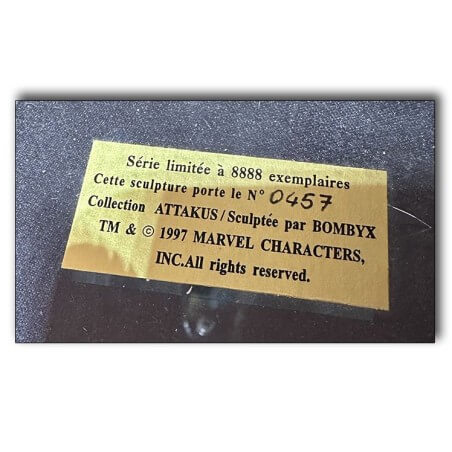 Série limitée à 8888 exemplaires
Cette sculpture porte le N° 0457
Collection ATTAKUS/Sculptée par BOMBYX
TM & © 1997 MARVEL CHARACTERS,
INC.All rights reserved.